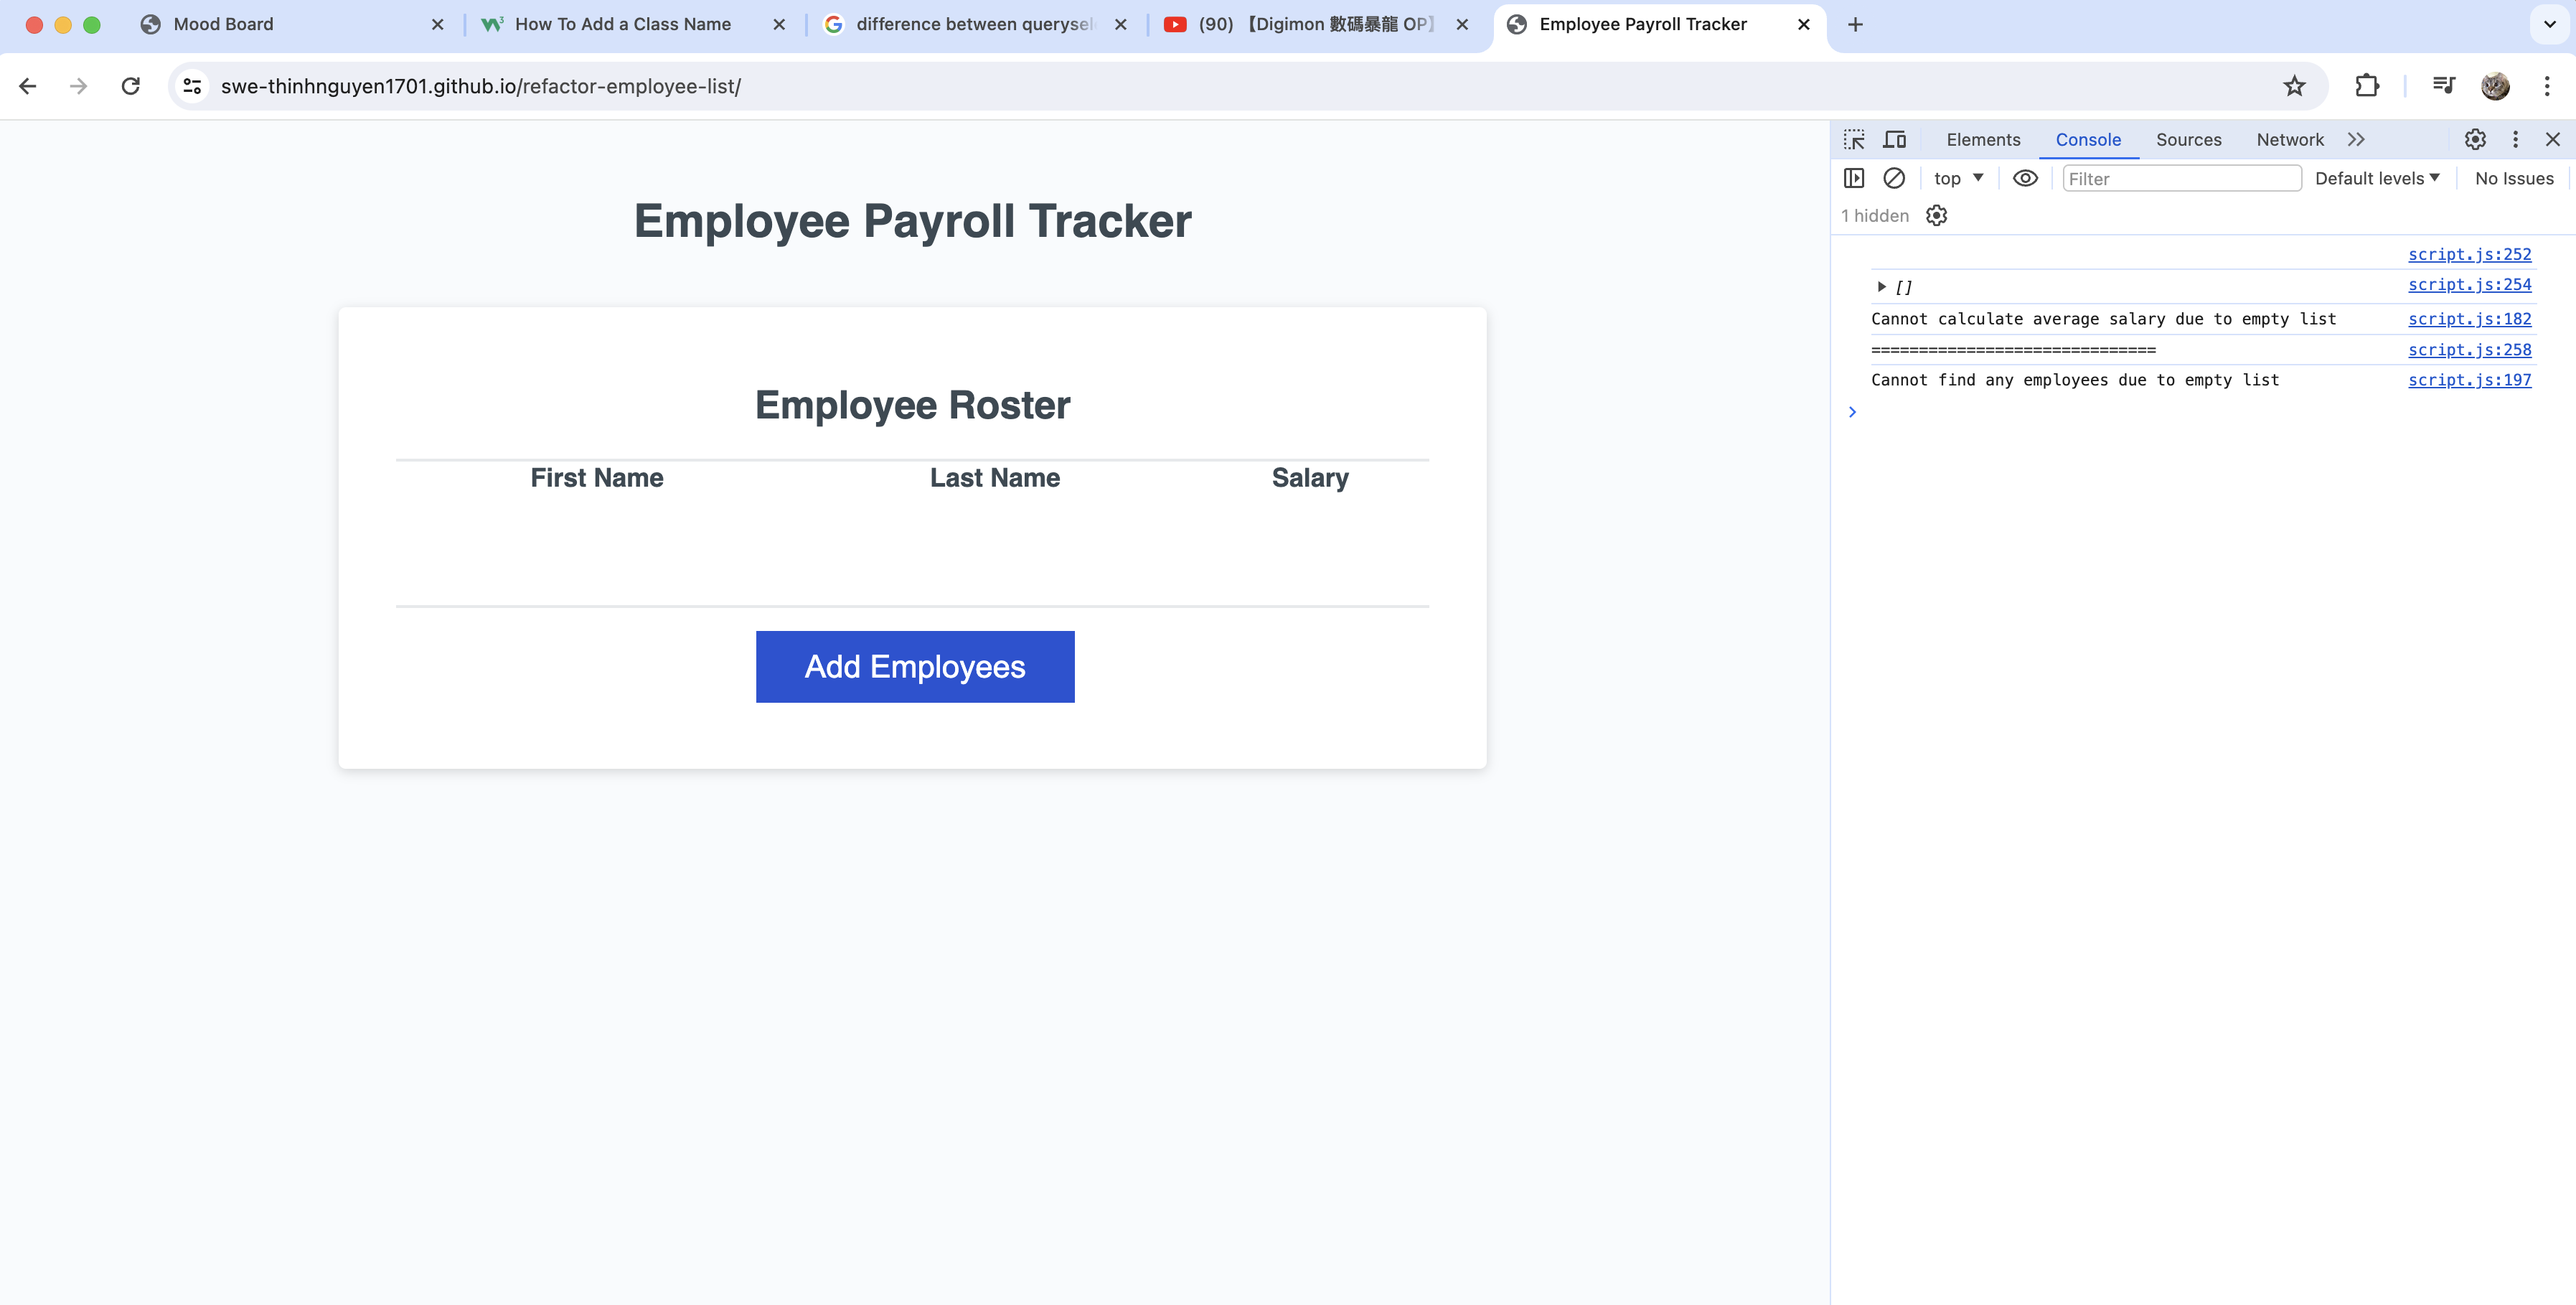 Mood Board
How To Add a Class Name
difference between querysel
(90) 【Digimon 數碼暴龍 OP】
Employee Payroll Tracker
swe-thinhnguyen1701.github.io/refactor-employee-list/
Elements Console Sources Network
top Filter Default levels No Issues
1 hidden
script.js:252
[] script.js:254
Cannot calculate average salary due to empty list script.js:182
============================== script.js:258
Cannot find any employees due to empty list script.js:197
Employee Payroll Tracker
Employee Roster
First Name Last Name Salary
Add Employees